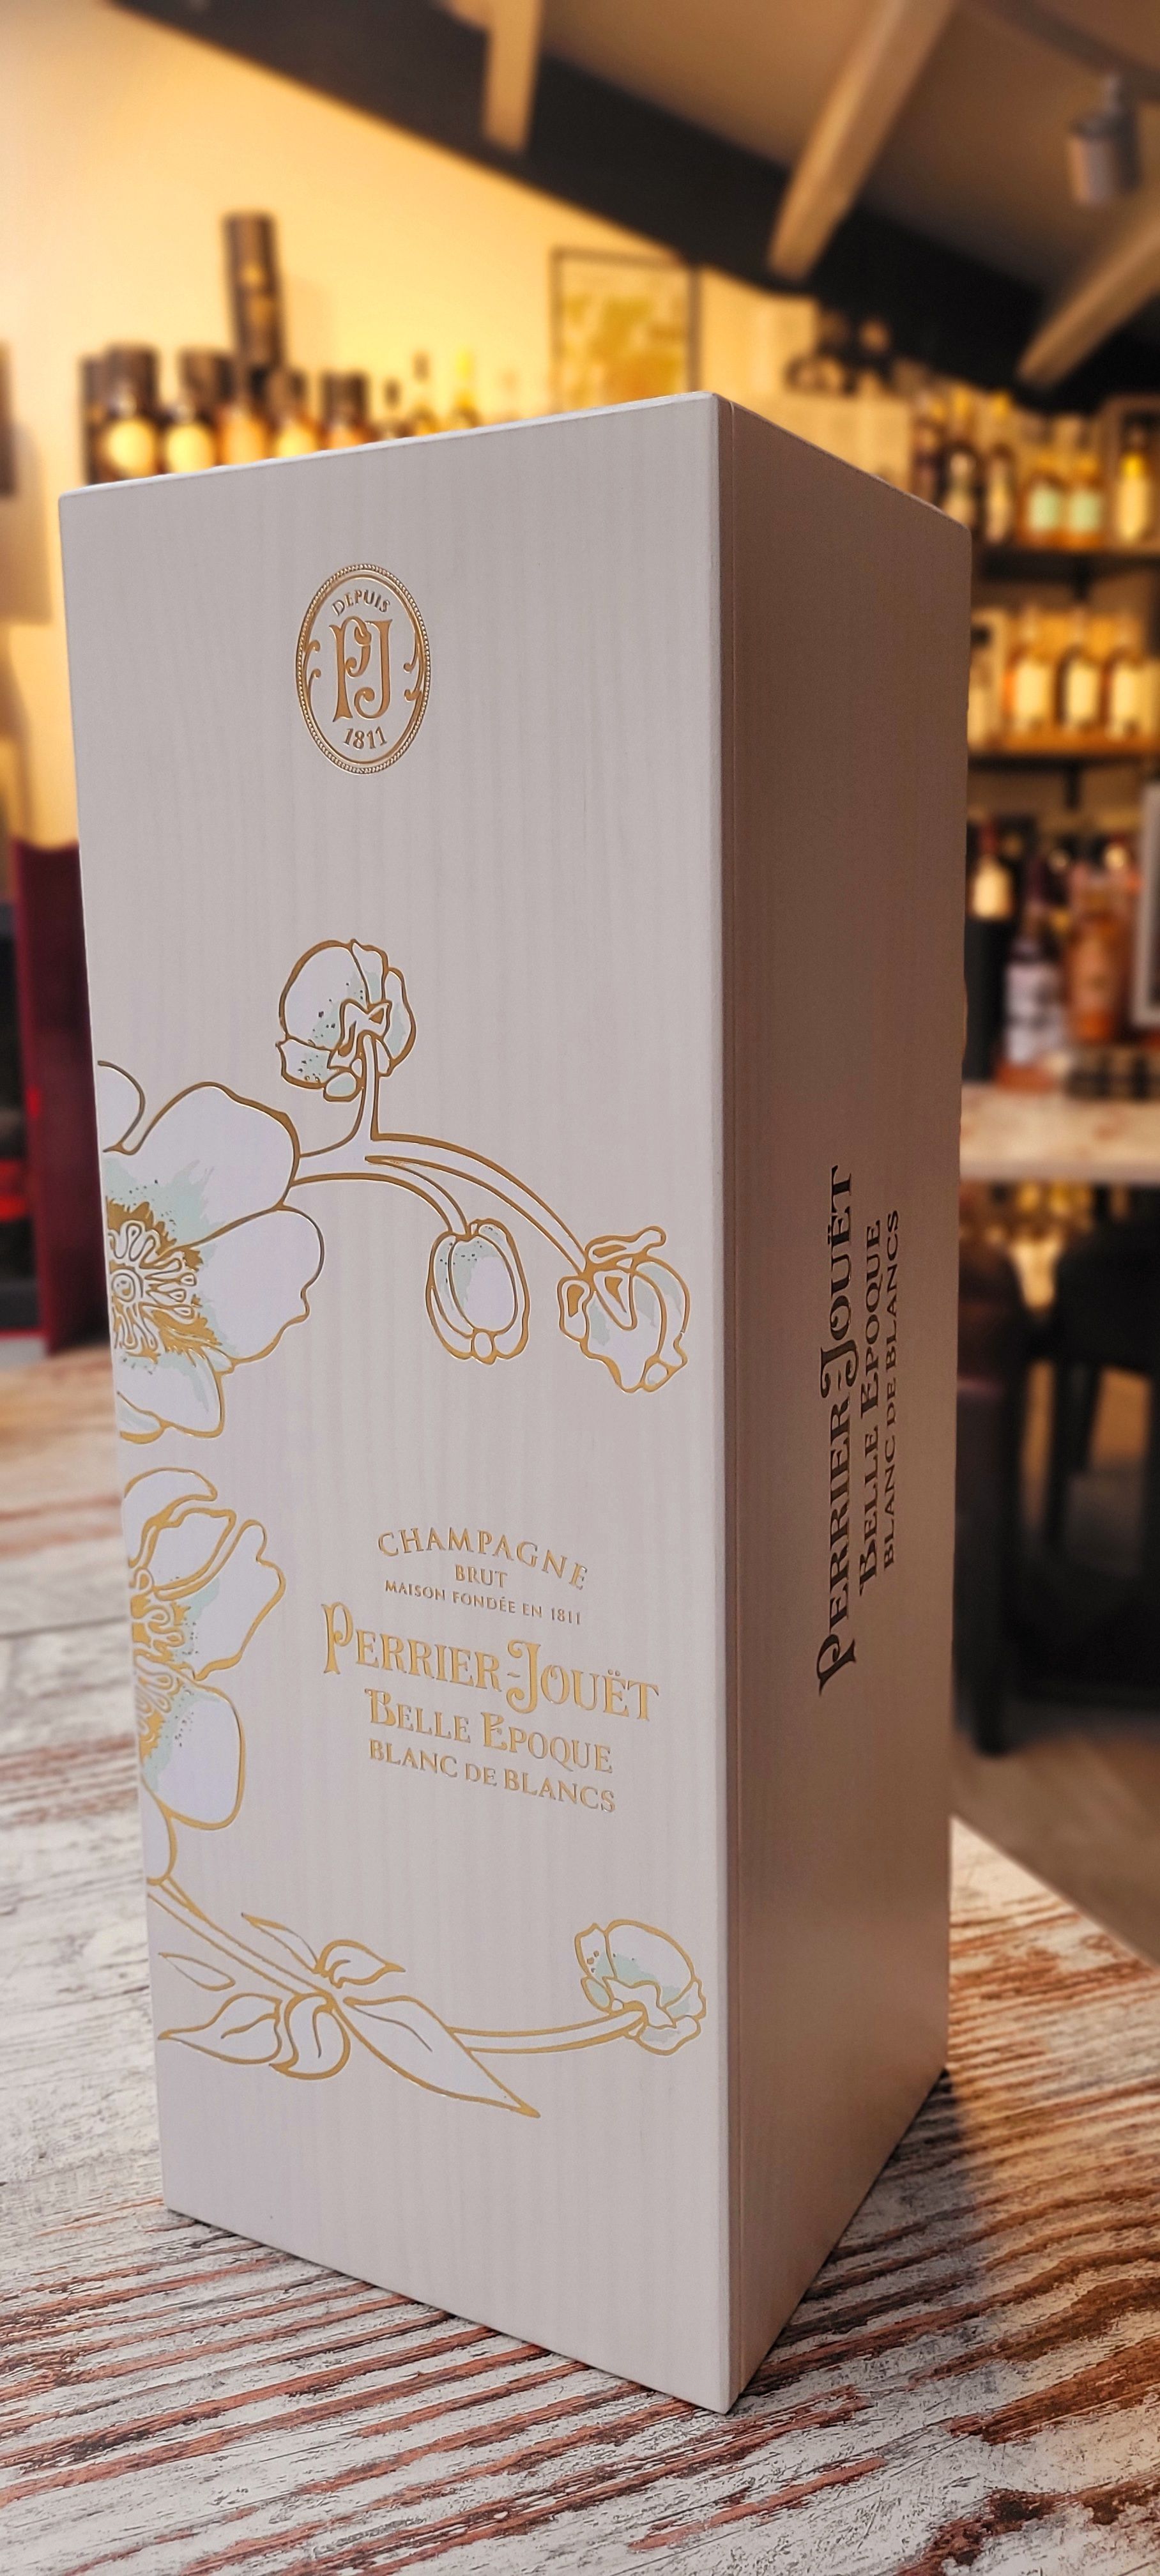 DEPUIS
PJ
1811
CHAMPAGNE
BRUT
MAISON FONDÉE EN 1811
PERRIER-JOUËT
BELLE EPOQUE
BLANC DE BLANCS
PERRIER-JOUËT
BELLE EPOQUE
BLANC DE BLANCS